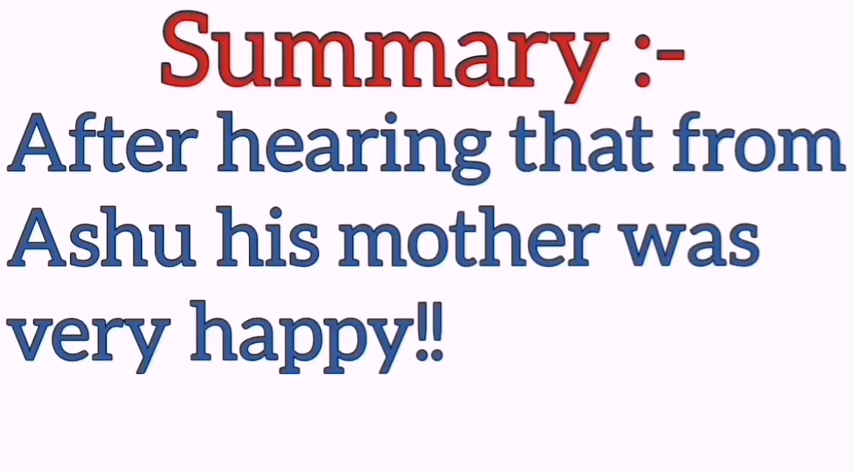 Summary :-
After hearing that from
Ashu his mother was
very happy!!